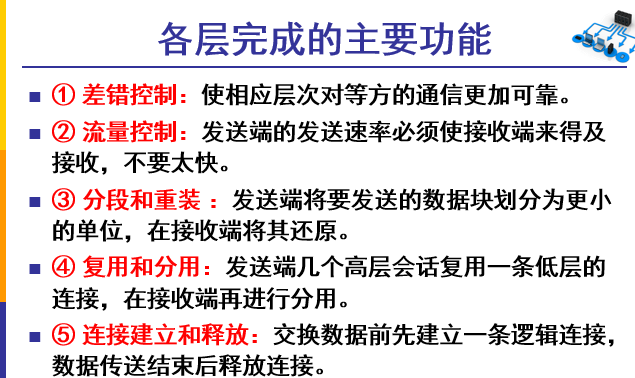 各层完成的主要功能
① 差错控制：使相应层次对等方的通信更加可靠。
② 流量控制：发送端的发送速率必须使接收端来得及
接收，不要太快。
③ 分段和重装 ：发送端将要发送的数据块划分为更小
的单位，在接收端将其还原。
④ 复用和分用：发送端几个高层会话复用一条低层的
连接，在接收端再进行分用。
⑤ 连接建立和释放：交换数据前先建立一条逻辑连接，
数据传送结束后释放连接。